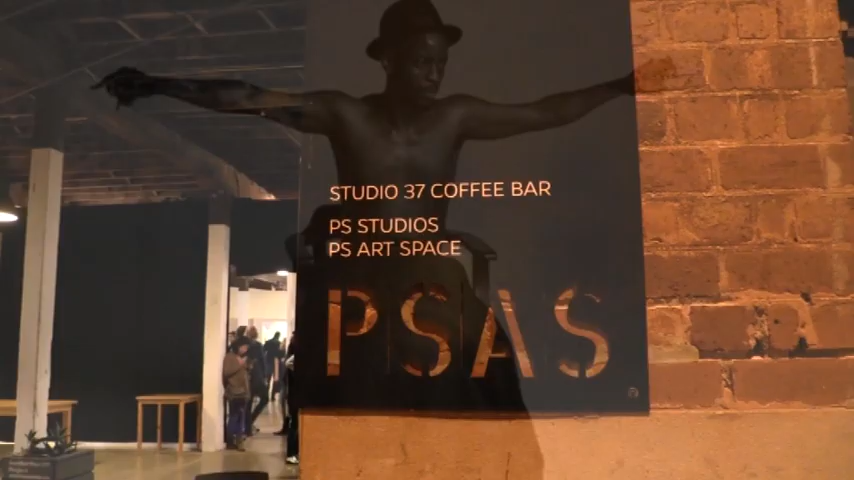 STUDIO 37 COFFEE BAR
PS STUDIOS
PS ART SPACE
PSAS